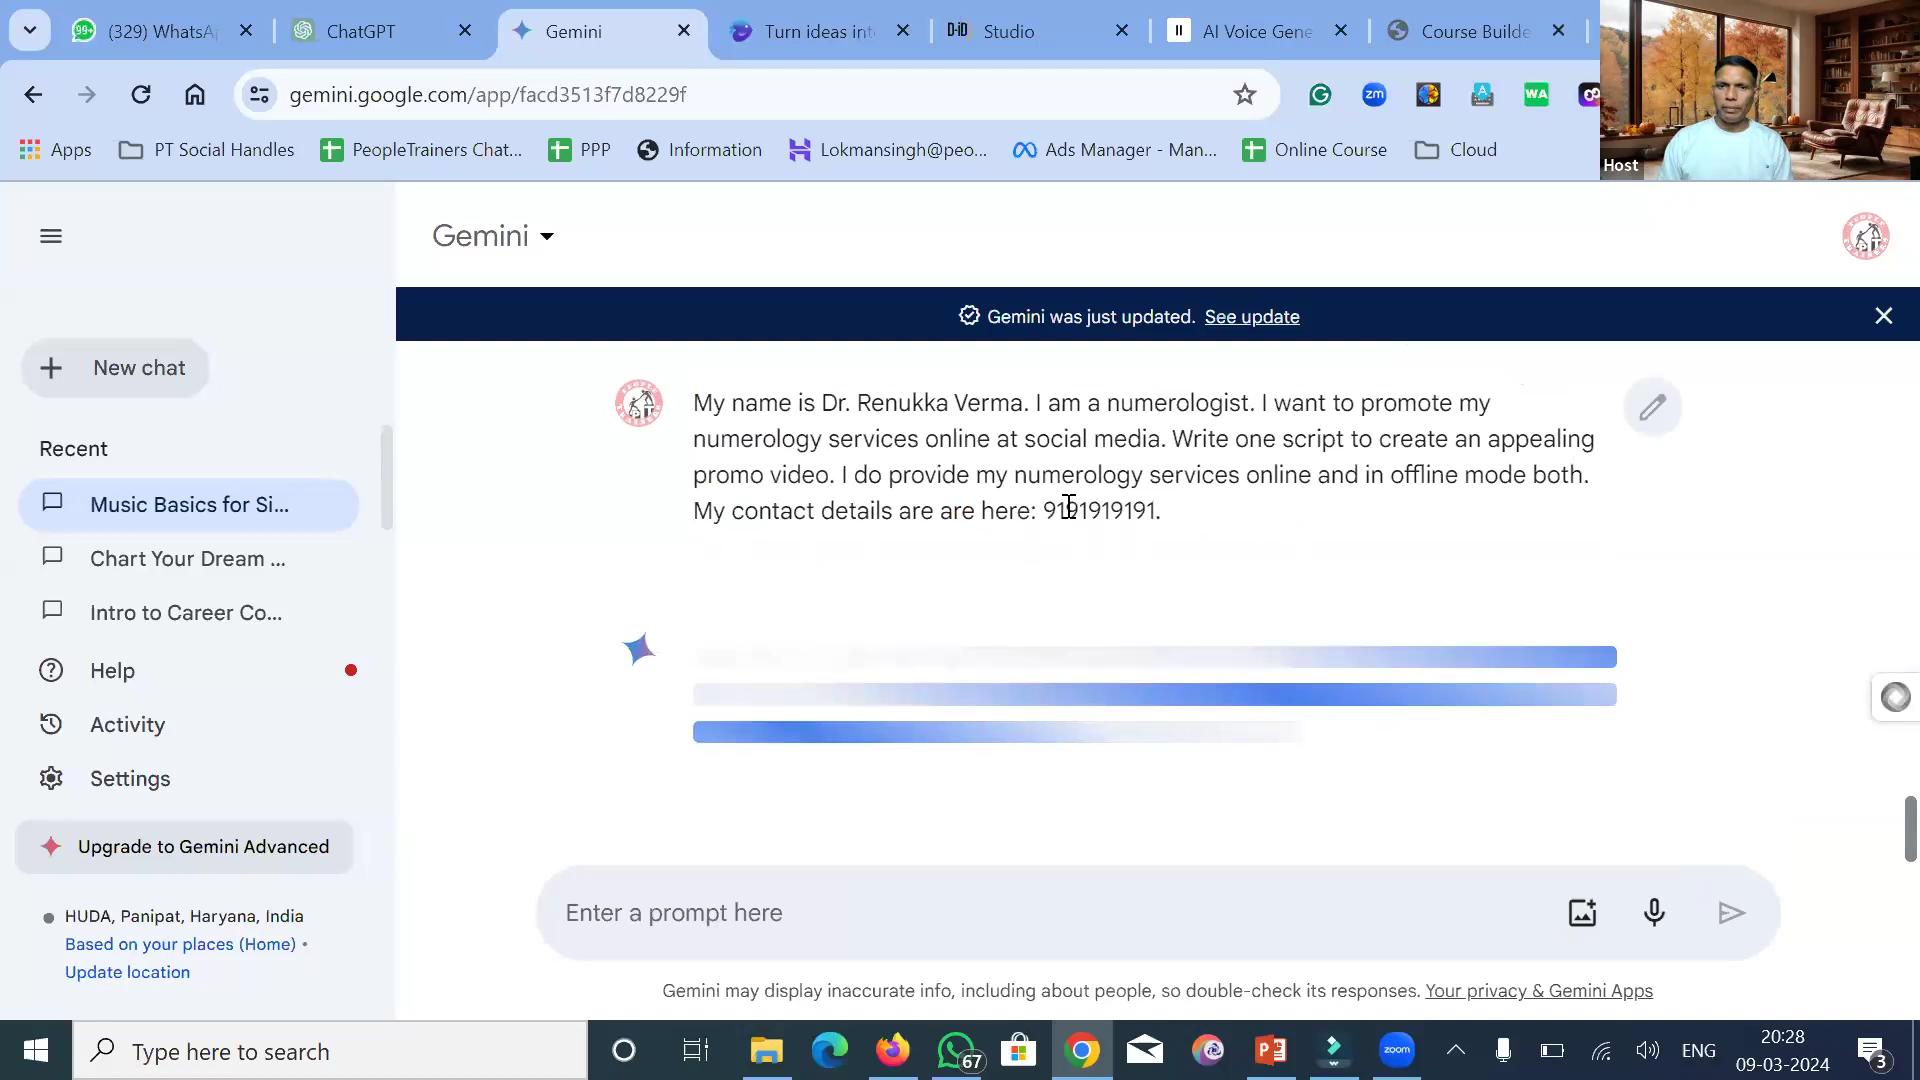 (329) WhatsA
ChatGPT
Gemini
Turn ideas int
D-iD
Studio
AI Voice Gene
Course Builde
gemini.google.com/app/facd3513f7d8229f
zm
WA
Apps
PT Social Handles
PeopleTrainers Chat...
PPP
Information
Lokmansingh@peo...
Ads Manager - Man...
Online Course
Cloud
Host
Gemini
Gemini was just updated. See update
New chat
Recent
Music Basics for Si...
Chart Your Dream ...
Intro to Career Co...
Help
Activity
Settings
Upgrade to Gemini Advanced
HUDA, Panipat, Haryana, India
Based on your places (Home) •
Update location
My name is Dr. Renukka Verma. I am a numerologist. I want to promote my
numerology services online at social media. Write one script to create an appealing
promo video. I do provide my numerology services online and in offline mode both.
My contact details are are here: 9191919191.
Enter a prompt here
Gemini may display inaccurate info, including about people, so double-check its responses. Your privacy & Gemini Apps
Type here to search
67
zoom
ENG
20:28
09-03-2024
3